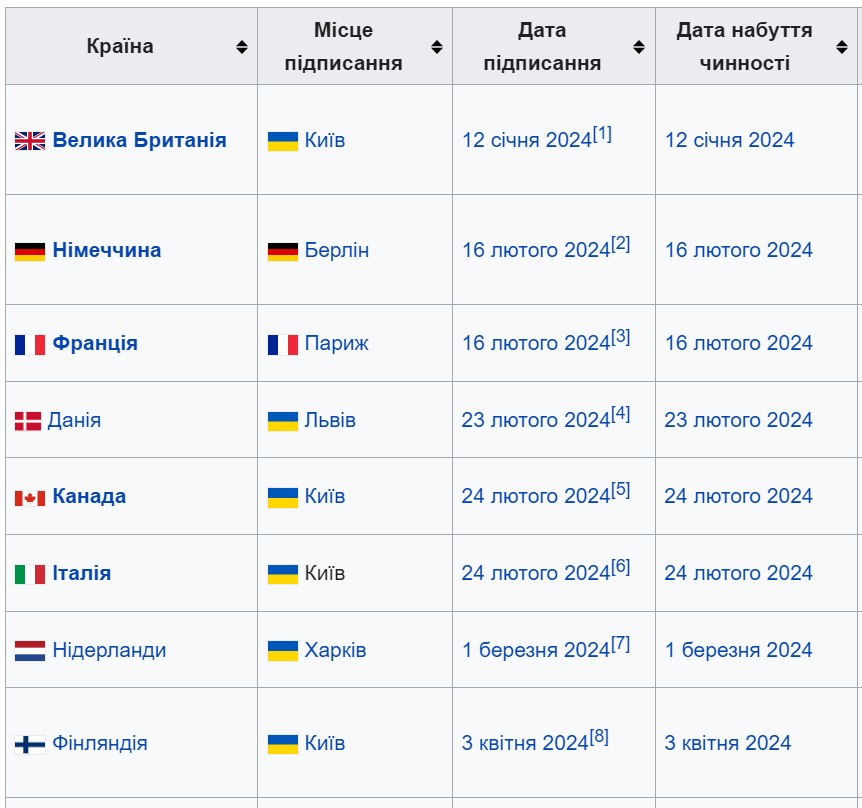 Країна Місце підписання Дата підписання Дата набуття чинності
Велика Британія Київ 12 січня 2024[1] 12 січня 2024
Німеччина Берлін 16 лютого 2024[2] 16 лютого 2024
Франція Париж 16 лютого 2024[3] 16 лютого 2024
Данія Львів 23 лютого 2024[4] 23 лютого 2024
Канада Київ 24 лютого 2024[5] 24 лютого 2024
Італія Київ 24 лютого 2024[6] 24 лютого 2024
Нідерланди Харків 1 березня 2024[7] 1 березня 2024
Фінляндія Київ 3 квітня 2024[8] 3 квітня 2024